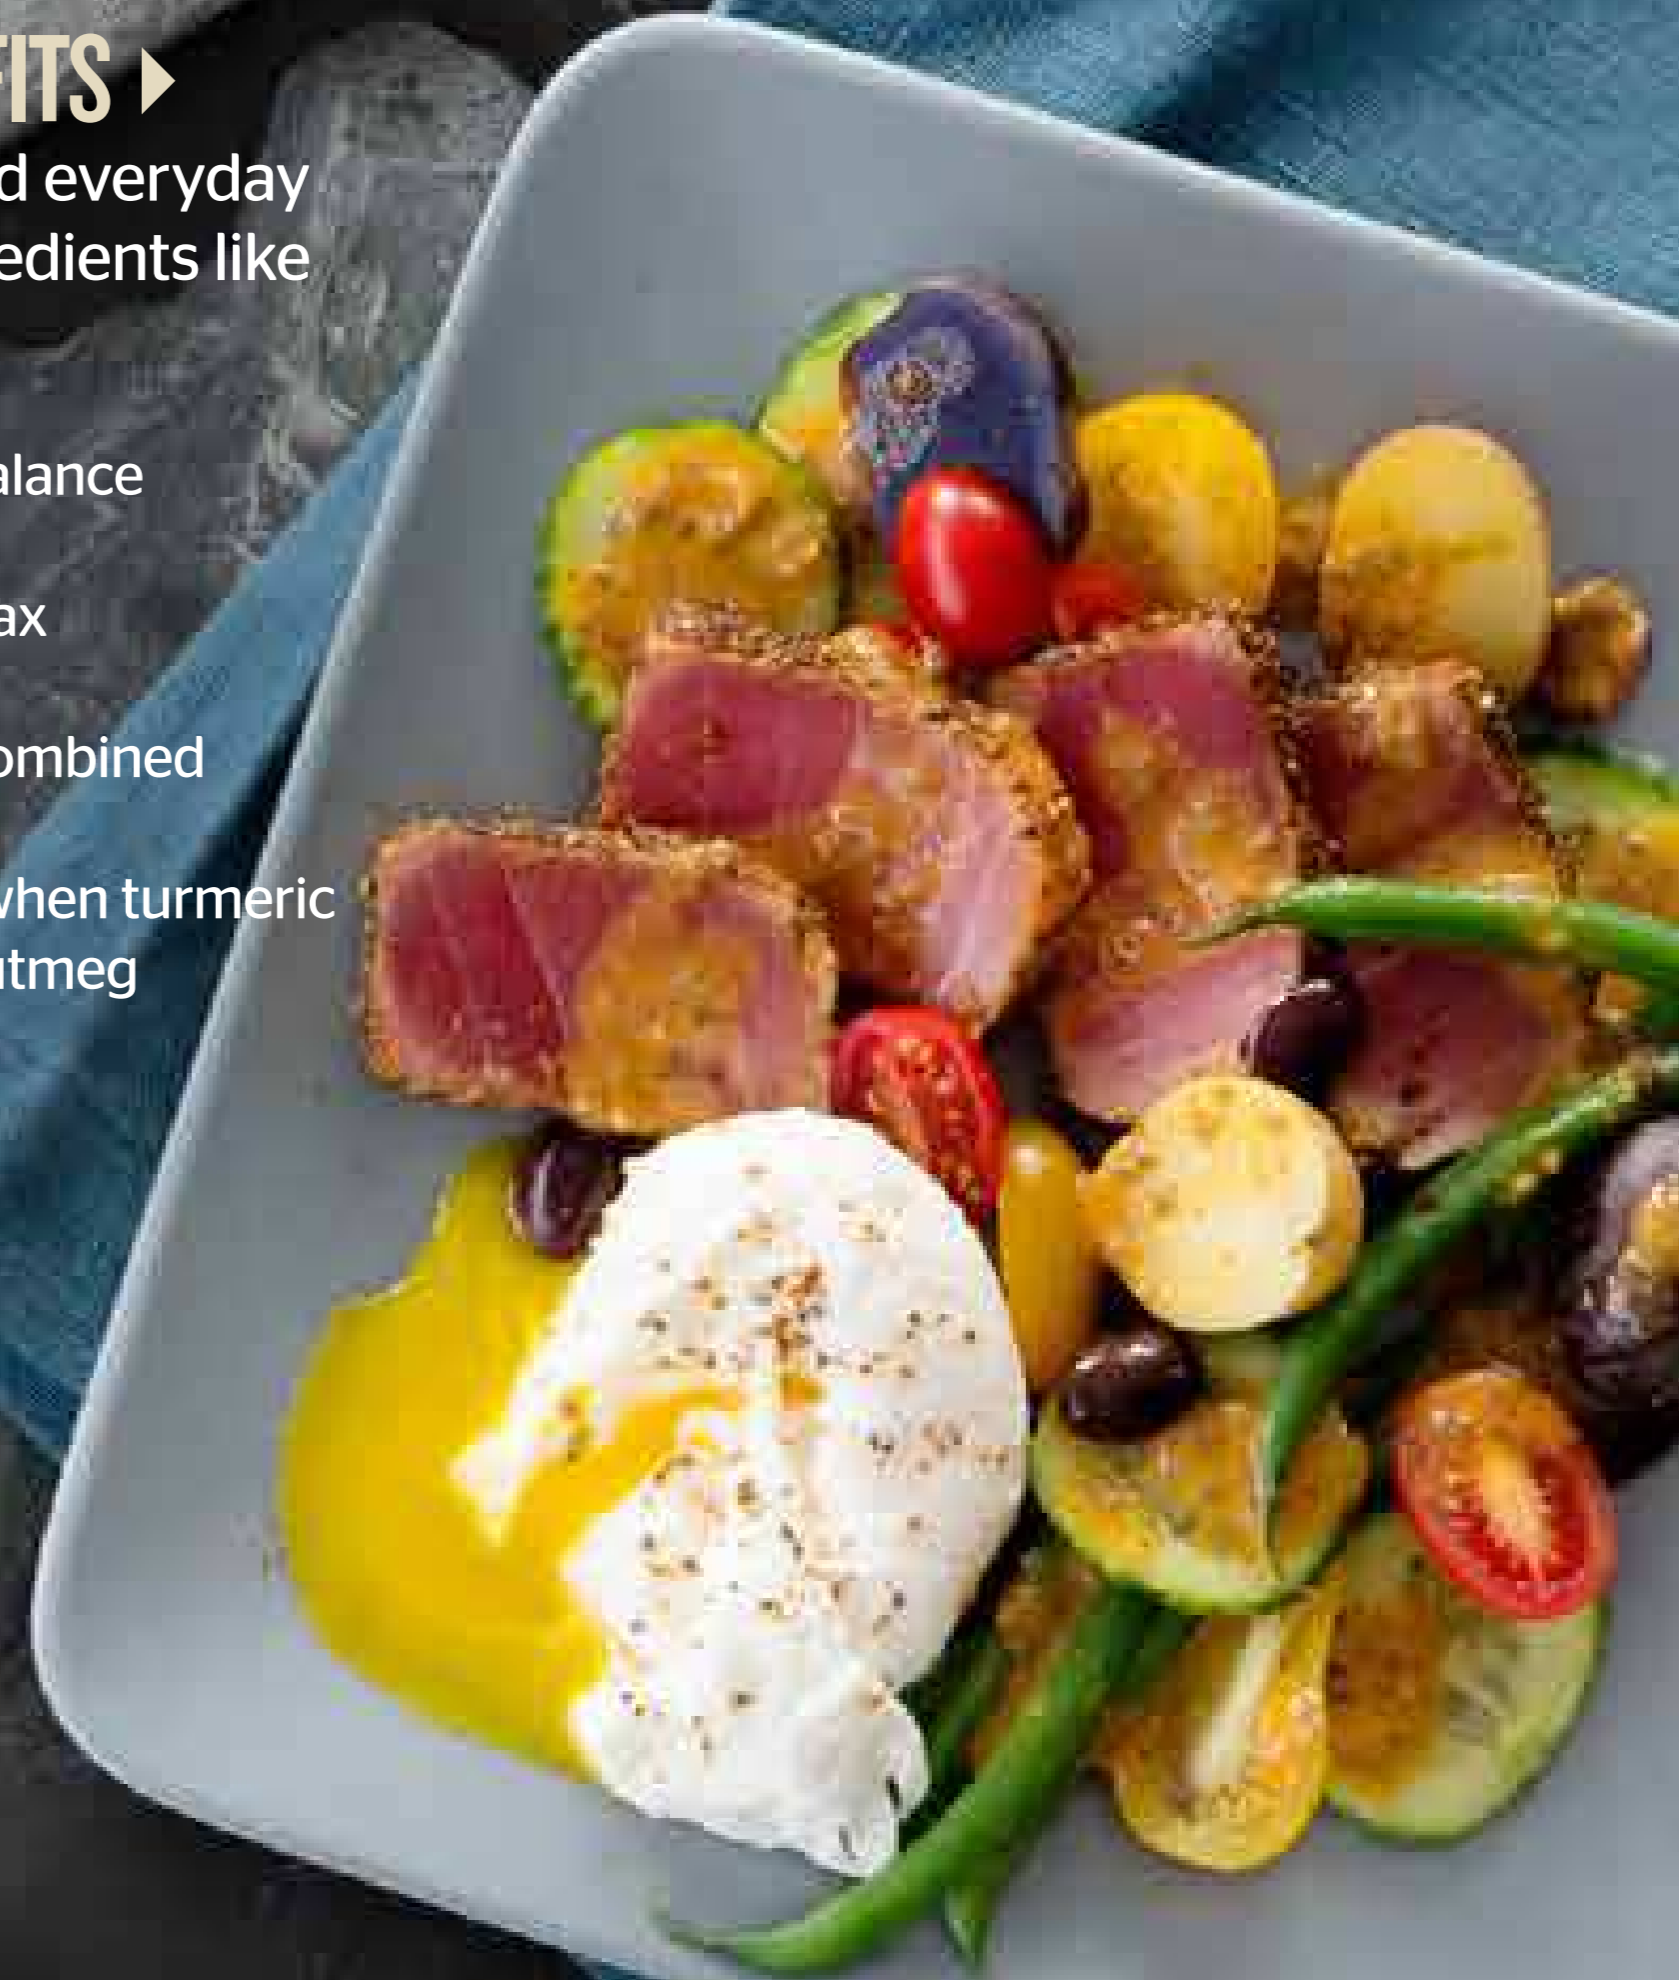 FITS
d everyday
edients like
alance
ax
ombined
when turmeric
utmeg